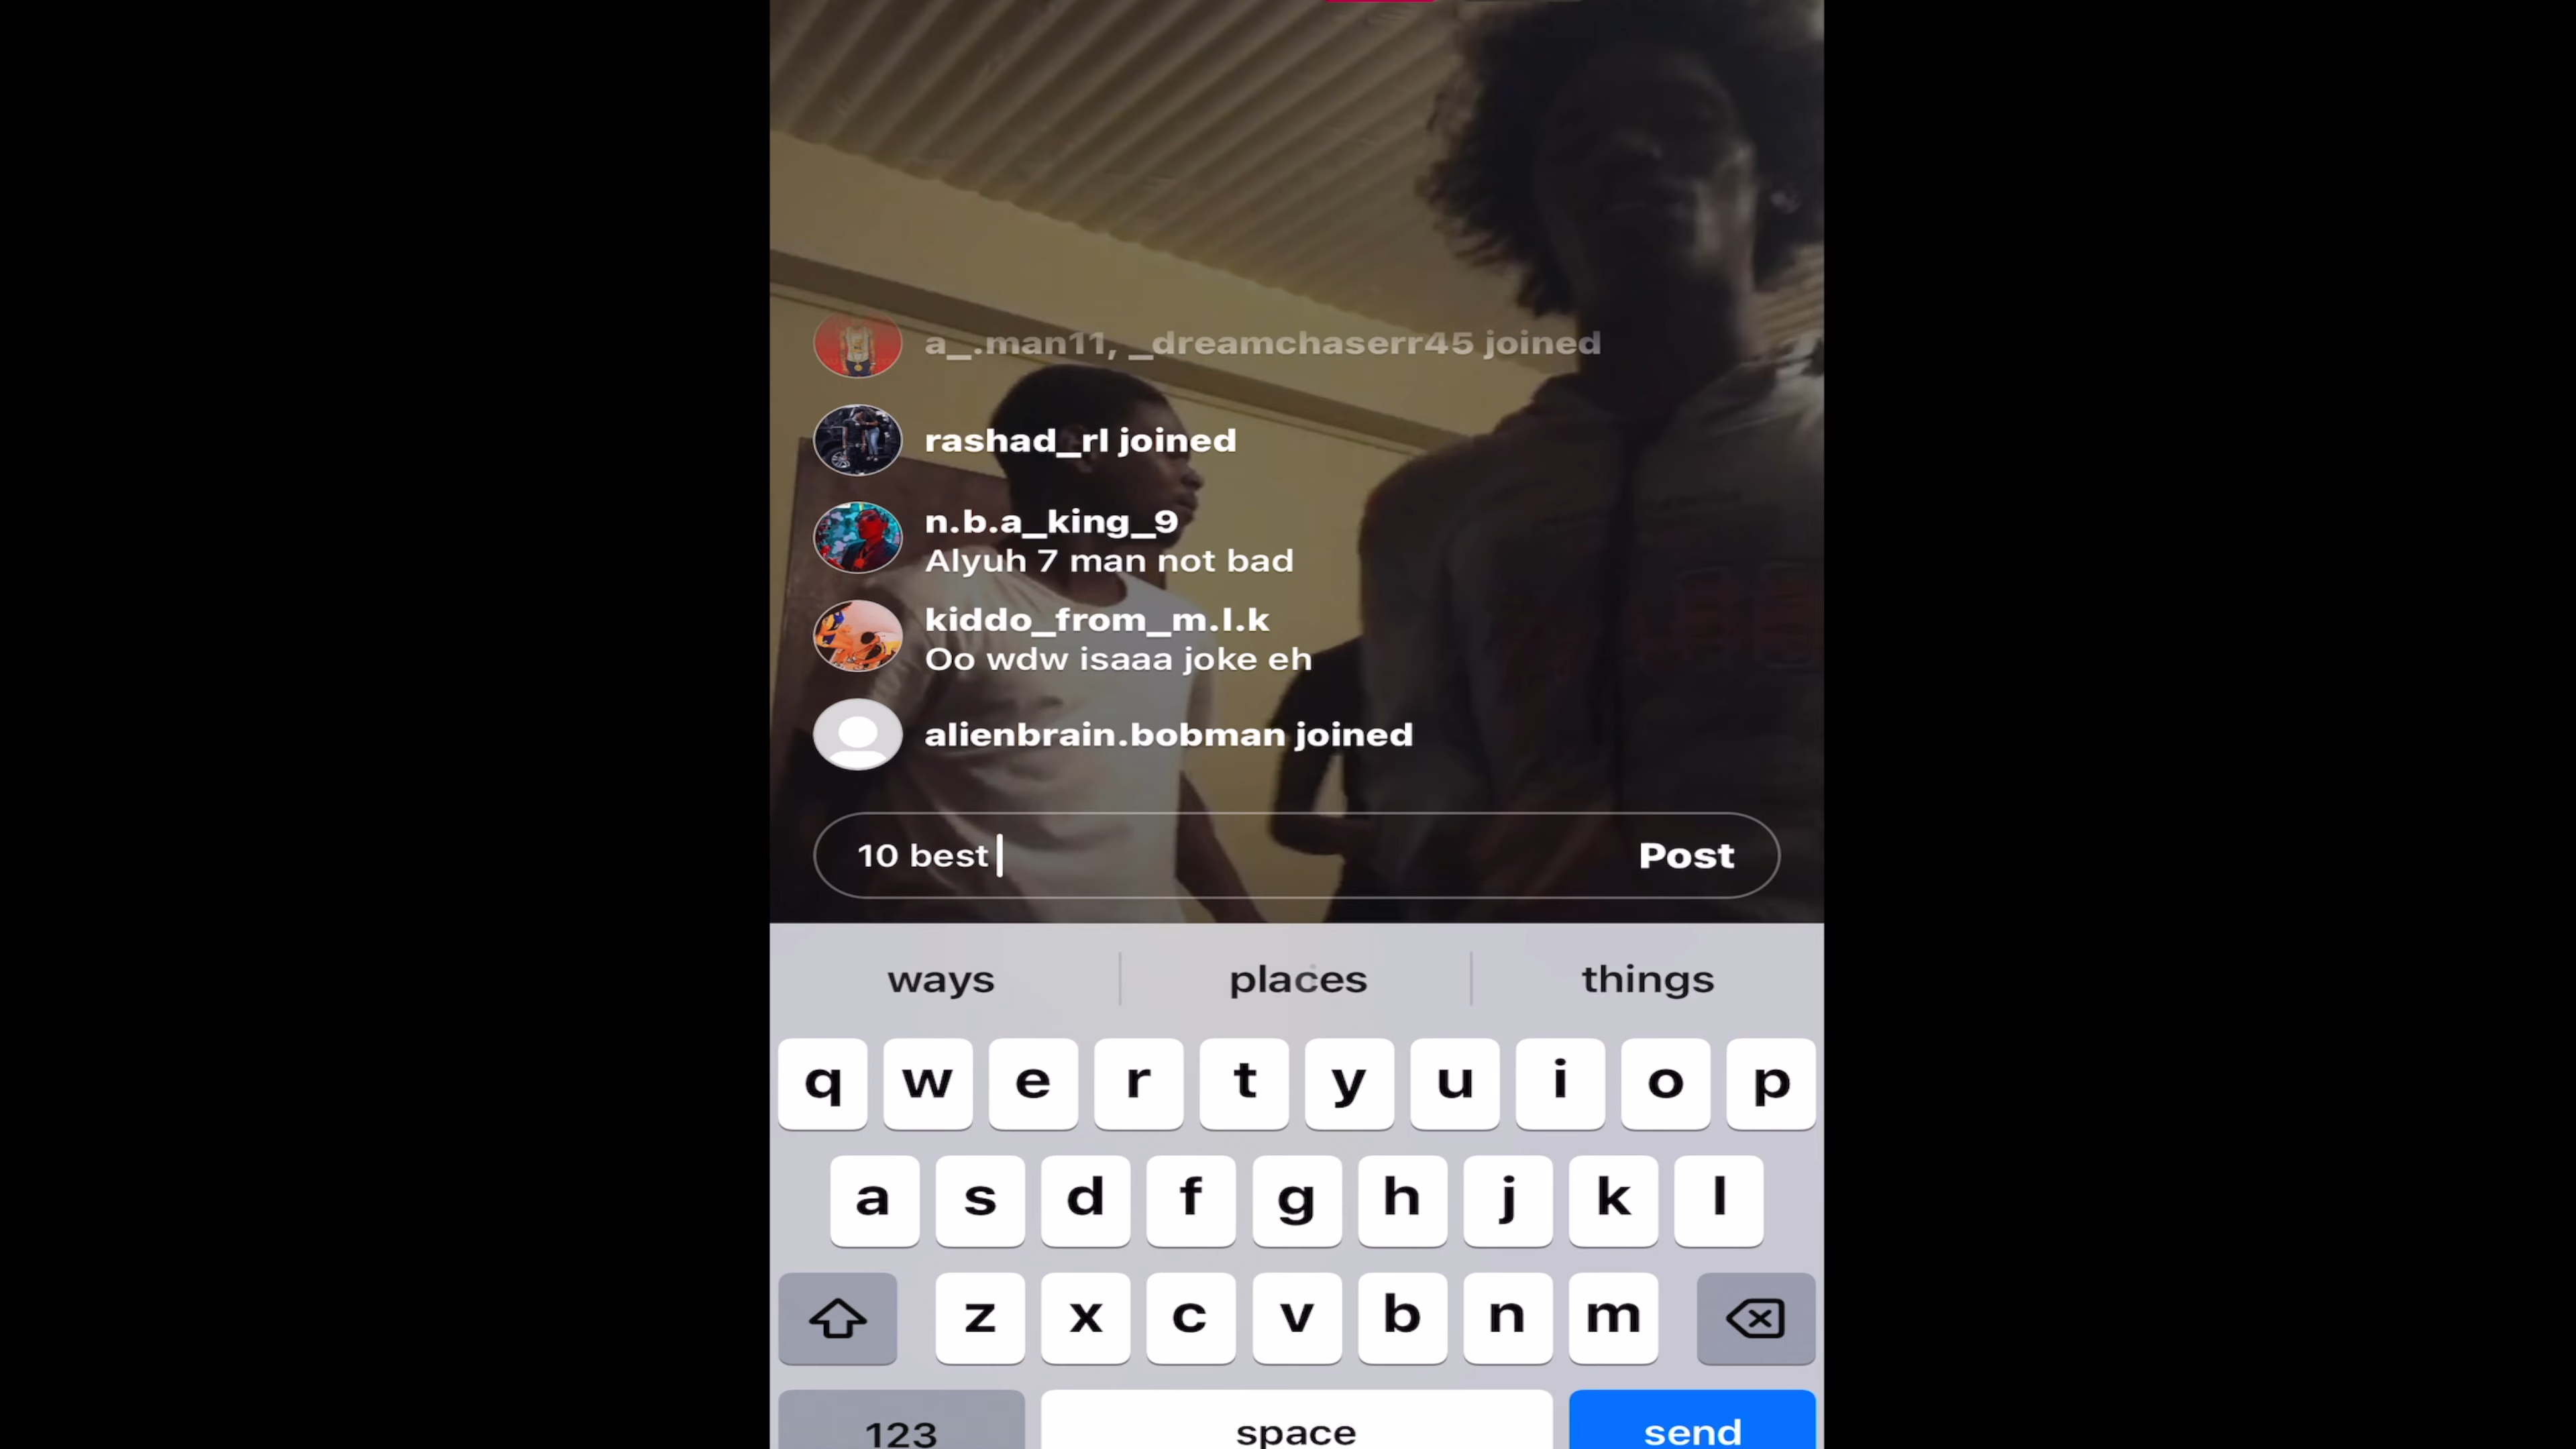 a_.man11, _dreamchaserr45 joined
rashad_rl joined
n.b.a_king_9
Alyuh 7 man not bad
kiddo_from_m.l.k
Oo wdw isaaa joke eh
alienbrain.bobman joined
10 best
Post
ways places things
q w e r t y u i o p
a s d f g h j k l
z x c v b n m
123 space send